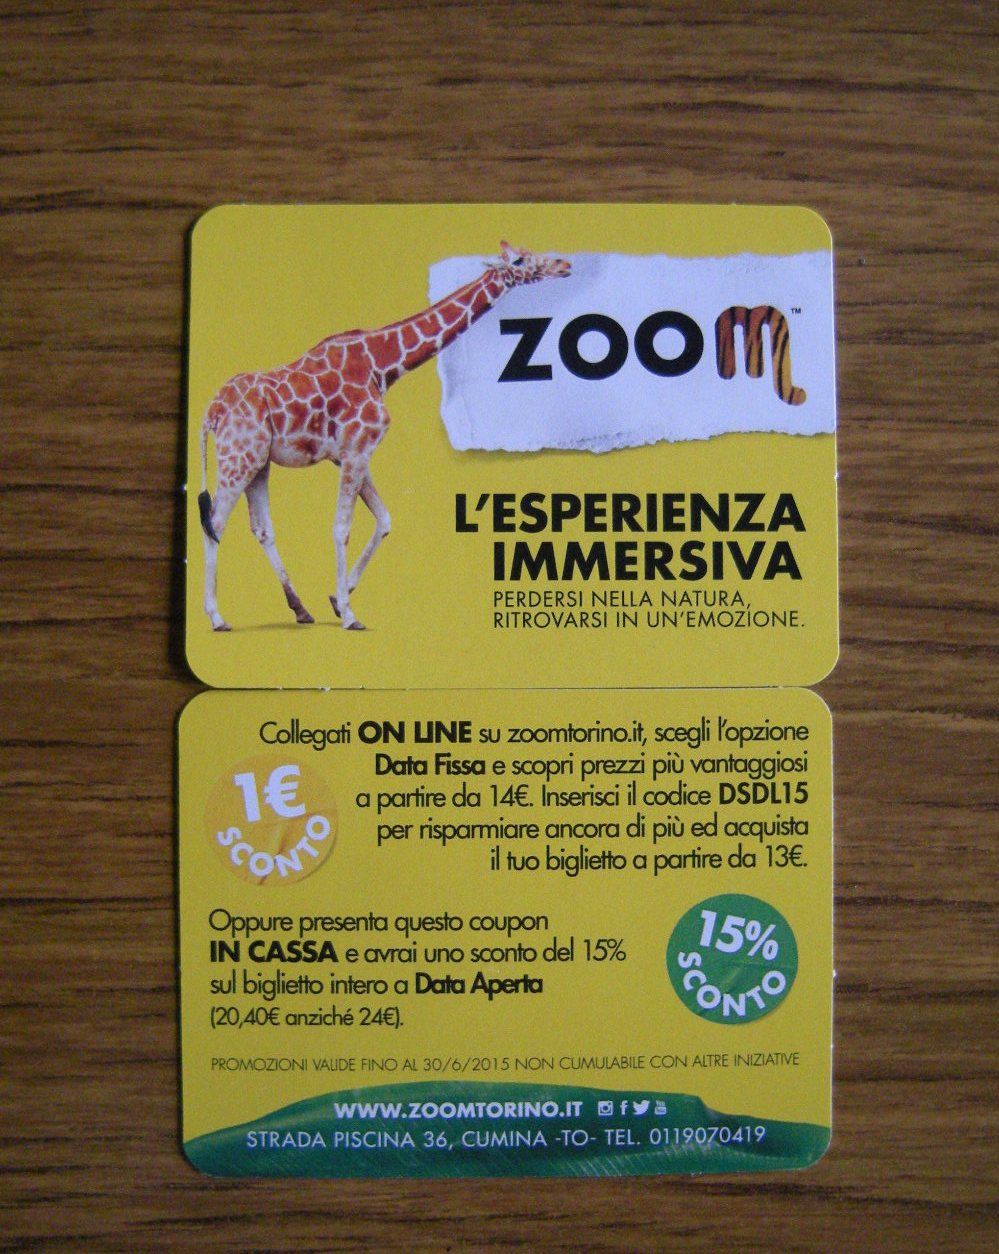 ZOOM™
L'ESPERIENZA
IMMERSIVA
PERDERSI NELLA NATURA,
RITROVARSI IN UN'EMOZIONE.
Collegati ON LINE su zoomtorino.it, scegli l'opzione
Data Fissa e scopri prezzi più vantaggiosi
a partire da 14€. Inserisci il codice DSDL15
per risparmiare ancora di più ed acquista
il tuo biglietto a partire da 13€.
1€
SCONTO
Oppure presenta questo coupon
IN CASSA e avrai uno sconto del 15%
sul biglietto intero a Data Aperta
(20,40€ anziché 24€).
15%
SCONTO
PROMOZIONI VALIDE FINO AL 30/6/2015 NON CUMULABILE CON ALTRE INIZIATIVE
WWW.ZOOMTORINO.IT
STRADA PISCINA 36, CUMINA -TO- TEL. 0119070419